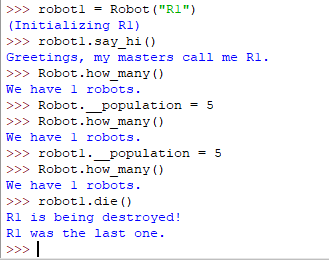 >>> robot1 = Robot("R1")
(Initializing R1)
>>> robot1.say_hi()
Greetings, my masters call me R1.
>>> Robot.how_many()
We have 1 robots.
>>> Robot.__population = 5
>>> Robot.how_many()
We have 1 robots.
>>> robot1.__population = 5
>>> Robot.how_many()
We have 1 robots.
>>> robot1.die()
R1 is being destroyed!
R1 was the last one.
>>>